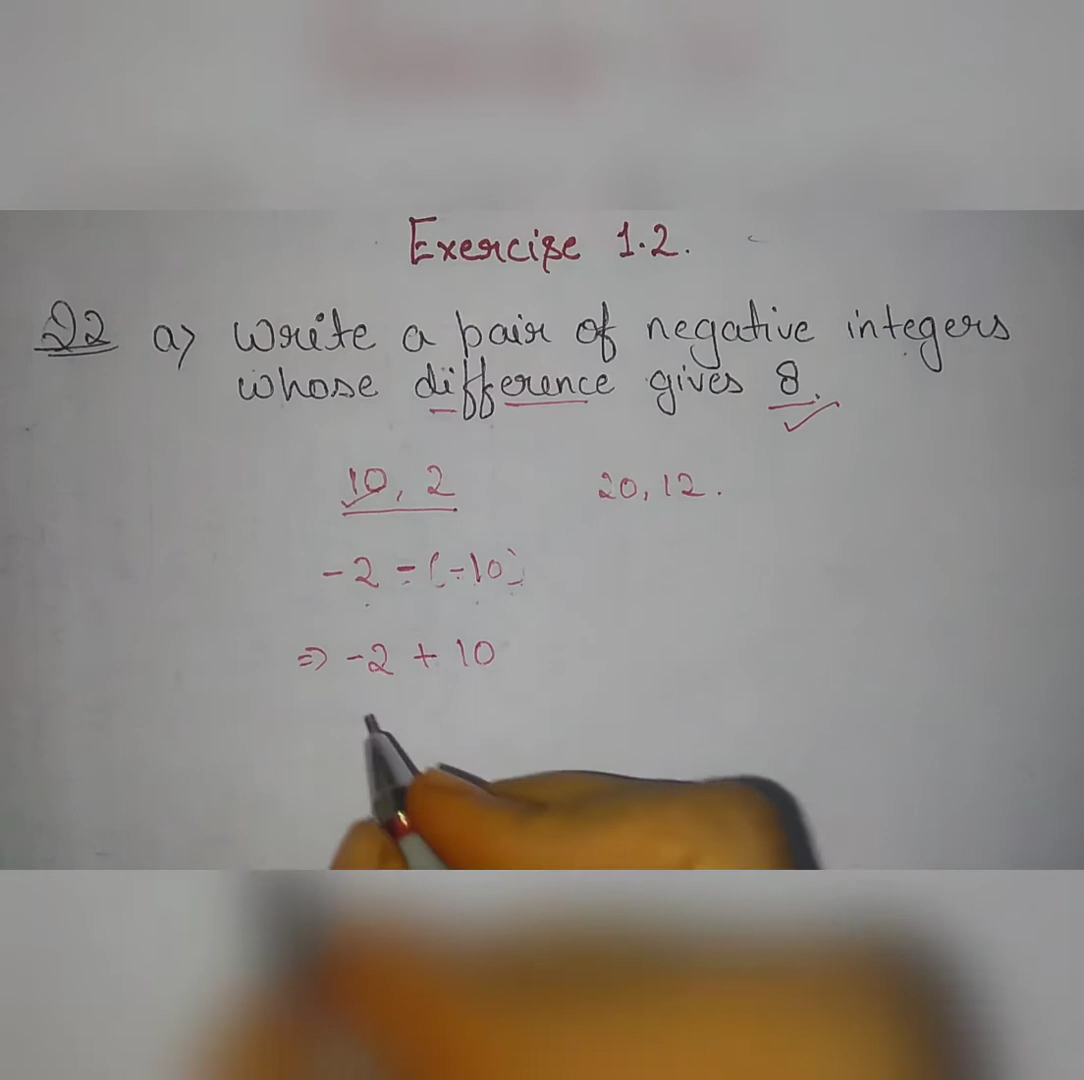 Exercise 1.2.
Q2 a) Write a pair of negative integers
whose difference gives 8.
10, 2 20, 12.
-2 - (-10)
⇒ -2 + 10